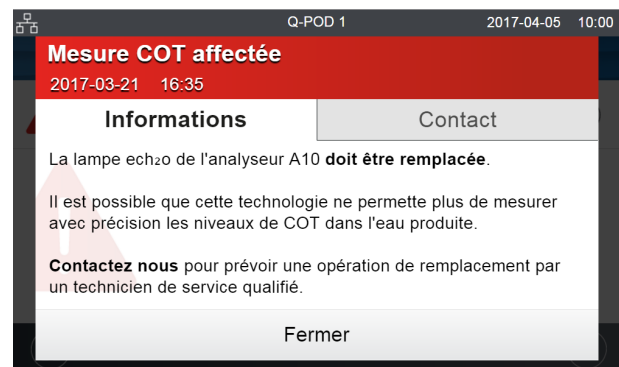 Q-POD 1 2017-04-05 10:00
Mesure COT affectée
2017-03-21 16:35
Informations Contact
La lampe ech₂o de l'analyseur A10 doit être remplacée.
Il est possible que cette technologie ne permette plus de mesurer
avec précision les niveaux de COT dans l'eau produite.
Contactez nous pour prévoir une opération de remplacement par
un technicien de service qualifié.
Fermer